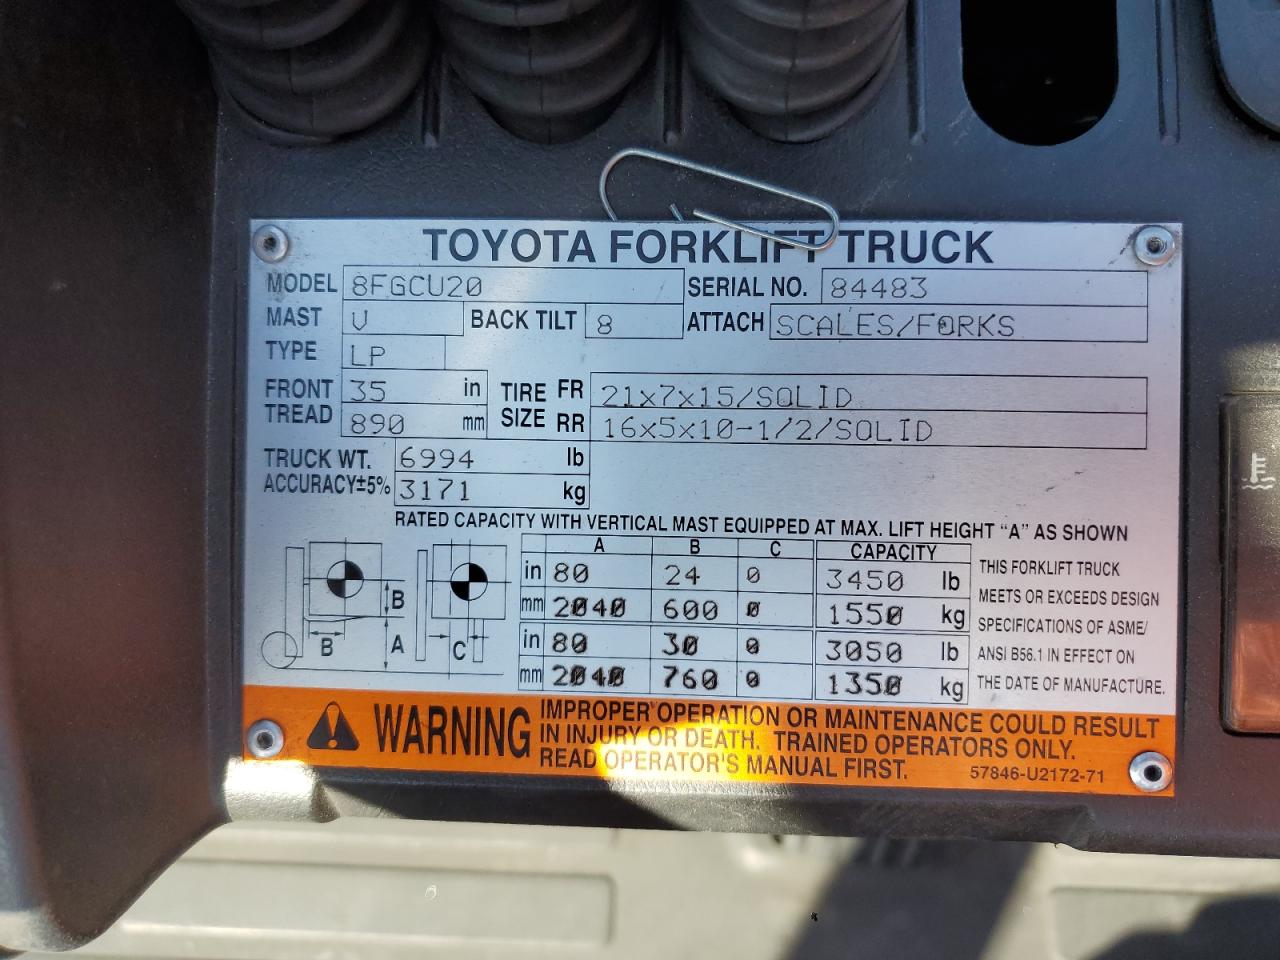 TOYOTA FORKLIFT TRUCK
MODEL 8FGCU20 SERIAL NO. 84483
MAST V BACK TILT 8 ATTACH SCALES/FORKS
TYPE LP
FRONT TREAD 35 in TIRE SIZE FR 21x7x15/SOLID
890 mm RR 16x5x10-1/2/SOLID
TRUCK WT. 6994 lb
ACCURACY±5% 3171 kg
RATED CAPACITY WITH VERTICAL MAST EQUIPPED AT MAX. LIFT HEIGHT "A" AS SHOWN
A B C CAPACITY
in 80 24 0 3450 lb
mm 2040 600 0 1550 kg
in 80 30 0 3050 lb
mm 2040 760 0 1350 kg
B B A C
THIS FORKLIFT TRUCK
MEETS OR EXCEEDS DESIGN
SPECIFICATIONS OF ASME/
ANSI B56.1 IN EFFECT ON
THE DATE OF MANUFACTURE.
WARNING
IMPROPER OPERATION OR MAINTENANCE COULD RESULT
IN INJURY OR DEATH. TRAINED OPERATORS ONLY.
READ OPERATOR'S MANUAL FIRST. 57846-U2172-71